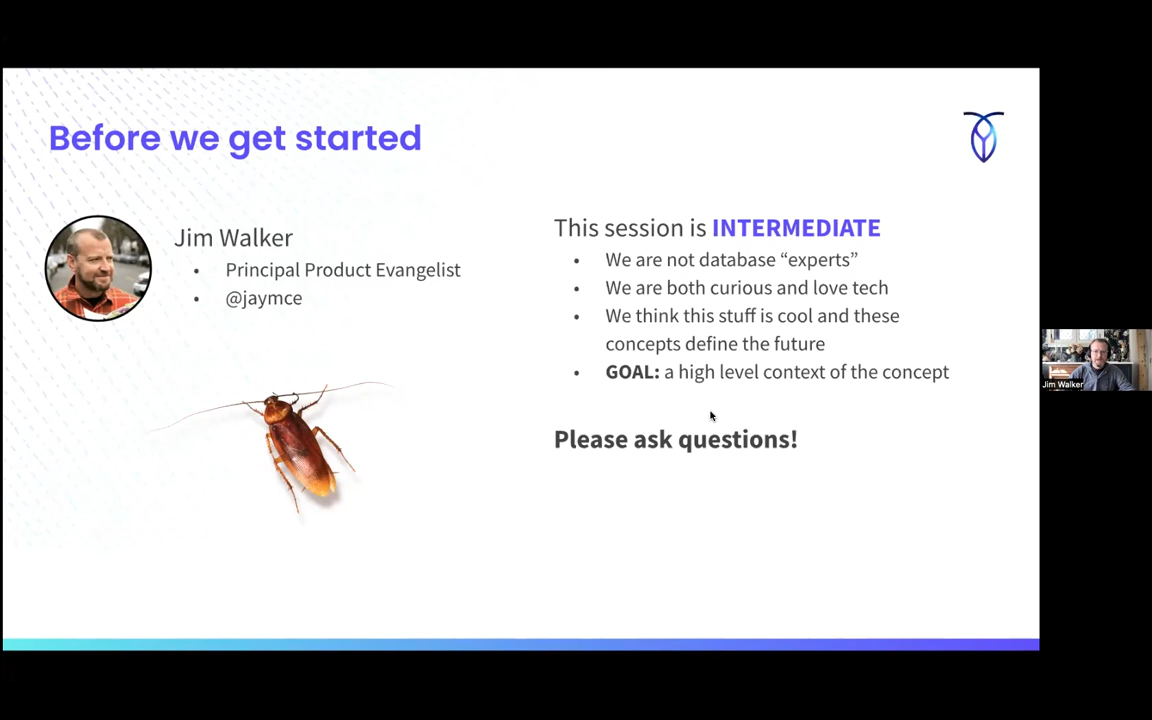 Before we get started
Jim Walker
• Principal Product Evangelist
• @jaymce
This session is INTERMEDIATE
• We are not database “experts”
• We are both curious and love tech
• We think this stuff is cool and these
concepts define the future
• GOAL: a high level context of the concept
Please ask questions!
Jim Walker